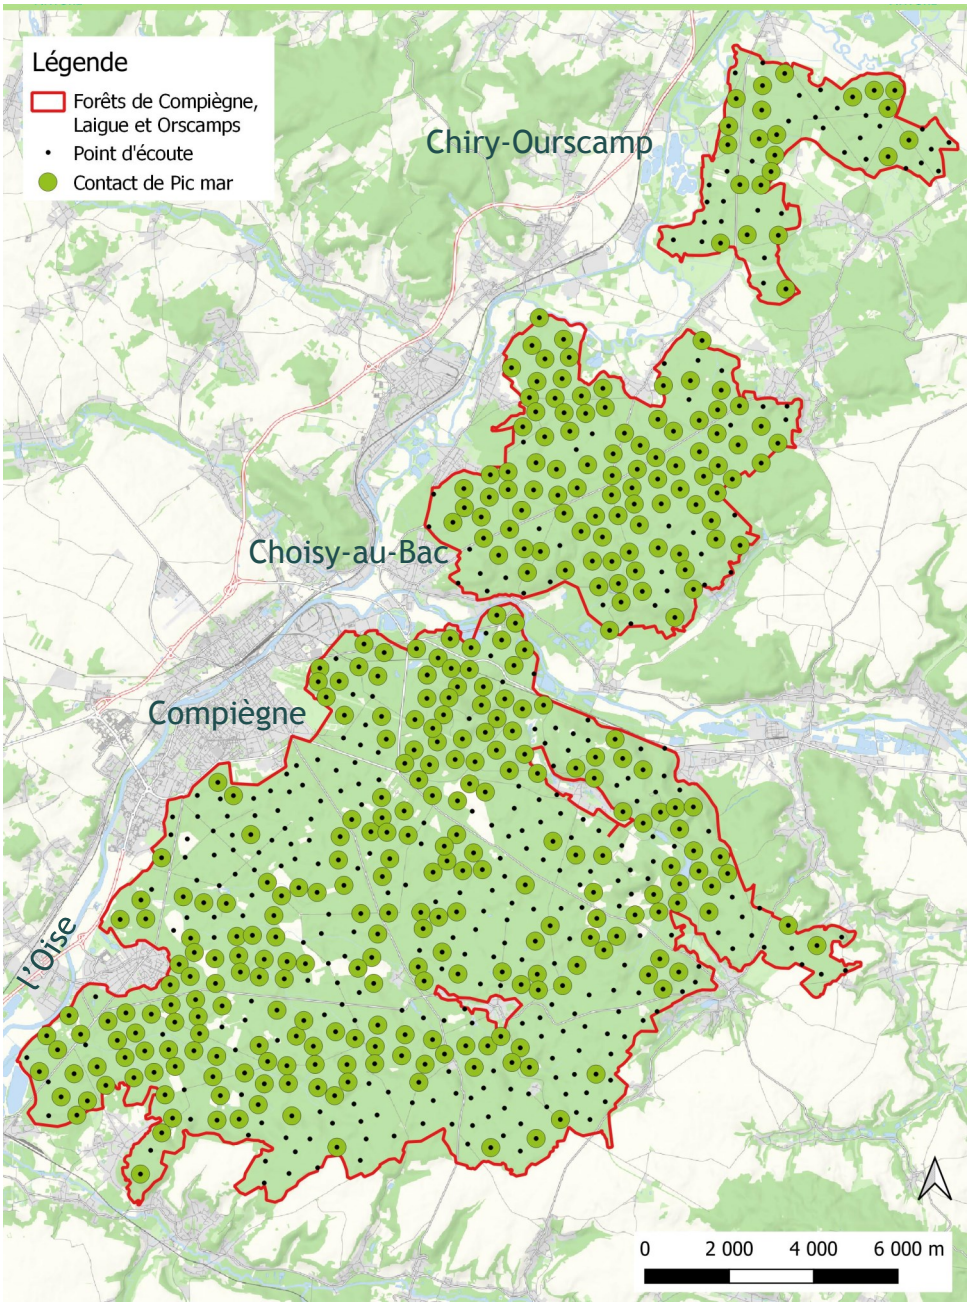 Légende
Forêts de Compiègne,
Laigue et Orscamps
Point d'écoute
Contact de Pic mar
Chiry-Ourscamp
Choisy-au-Bac
Compiègne
l'Oise
0 2 000 4 000 6 000 m